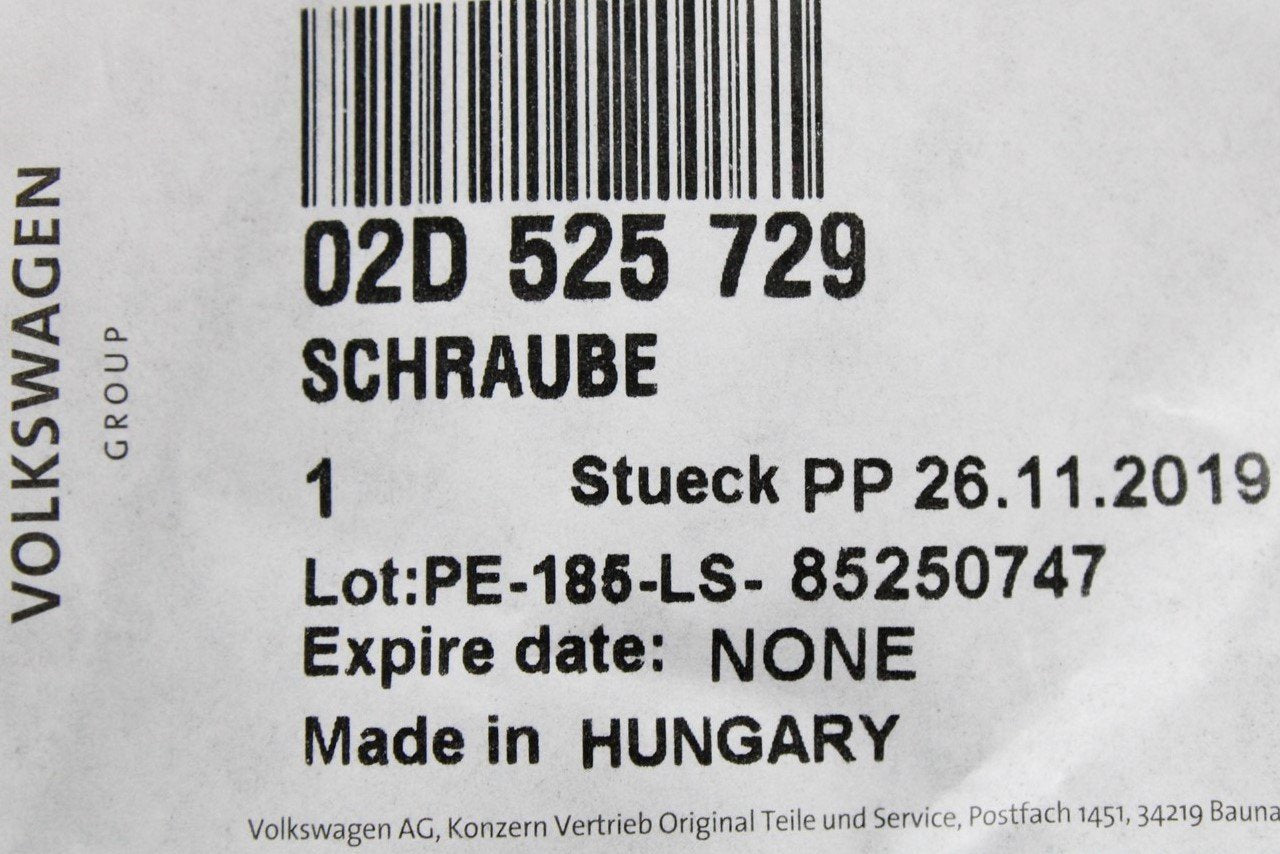 VOLKSWAGEN
GROUP
02D 525 729
SCHRAUBE
1 Stueck PP 26.11.2019
Lot:PE-185-LS- 85250747
Expire date: NONE
Made in HUNGARY
Volkswagen AG, Konzern Vertrieb Original Teile und Service, Postfach 1451, 34219 Bauna